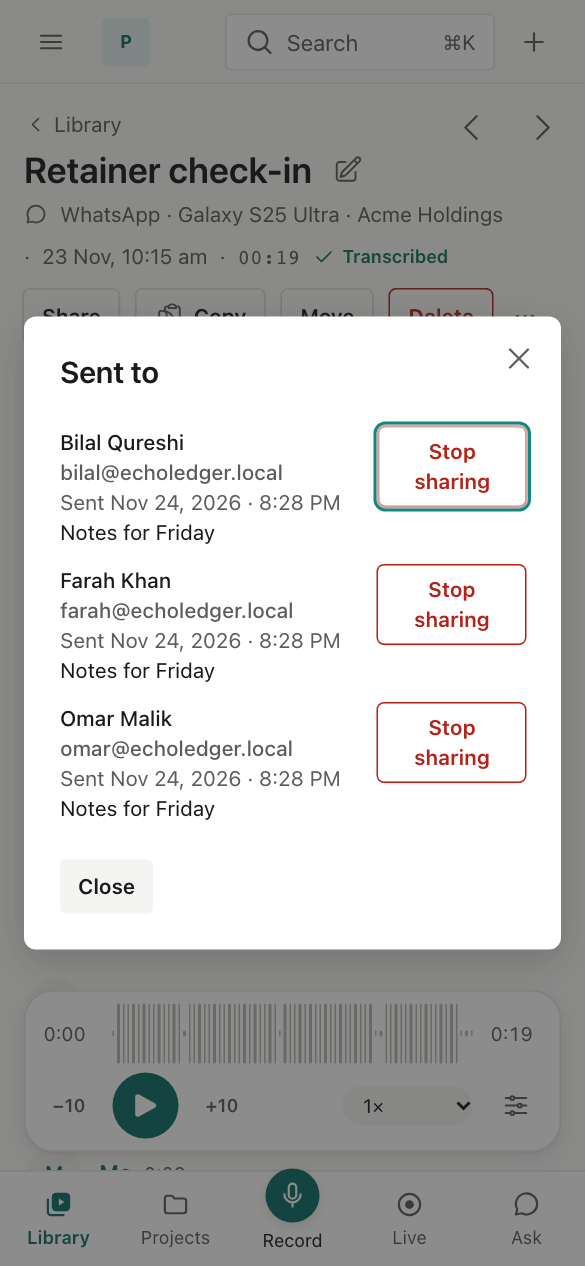 P
Search
⌘K
Library
Retainer check-in
WhatsApp · Galaxy S25 Ultra · Acme Holdings
· 23 Nov, 10:15 am · 00:19 Transcribed
Share
Copy
Move
Delete
Sent to
Bilal Qureshi
bilal@echoledger.local
Sent Nov 24, 2026 · 8:28 PM
Notes for Friday
Stop
sharing
Farah Khan
farah@echoledger.local
Sent Nov 24, 2026 · 8:28 PM
Notes for Friday
Stop
sharing
Omar Malik
omar@echoledger.local
Sent Nov 24, 2026 · 8:28 PM
Notes for Friday
Stop
sharing
Close
0:00
0:19
−10
+10
1×
Library
Projects
Record
Live
Ask